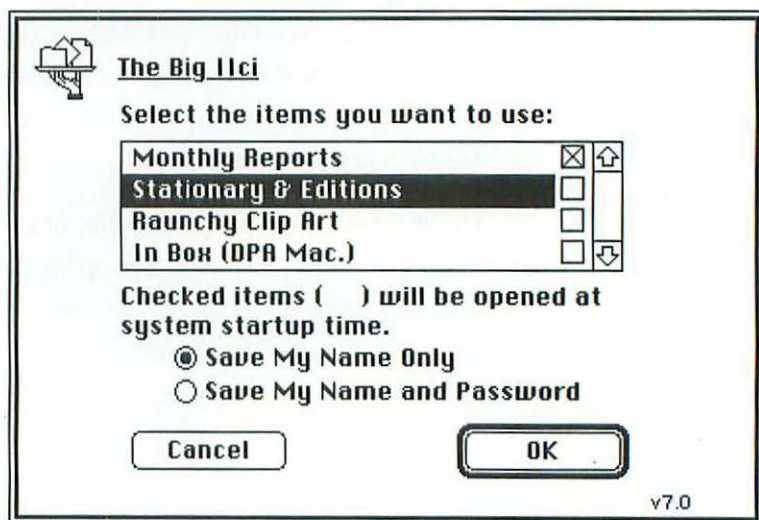 The Big IIci
Select the items you want to use:
Monthly Reports
Stationary & Editions
Raunchy Clip Art
In Box (DPA Mac.)
Checked items ( ) will be opened at
system startup time.
Save My Name Only
Save My Name and Password
Cancel
OK
v7.0